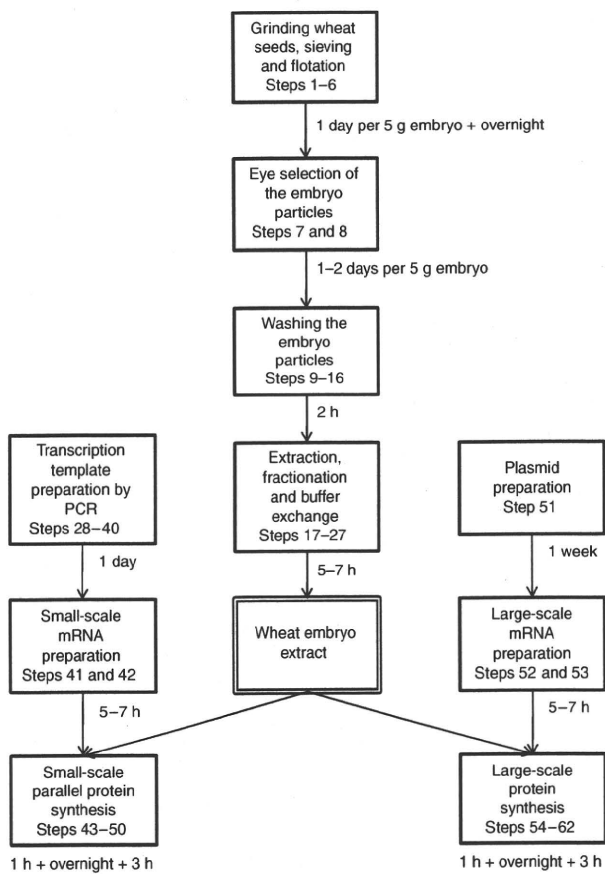 Grinding wheat
seeds, sieving
and flotation
Steps 1–6
1 day per 5 g embryo + overnight
Eye selection of
the embryo
particles
Steps 7 and 8
1–2 days per 5 g embryo
Washing the
embryo
particles
Steps 9–16
2 h
Transcription
template
preparation by
PCR
Steps 28–40
Extraction,
fractionation
and buffer
exchange
Steps 17–27
Plasmid
preparation
Step 51
1 day
5–7 h
1 week
Small-scale
mRNA
preparation
Steps 41 and 42
Wheat embryo
extract
Large-scale
mRNA
preparation
Steps 52 and 53
5–7 h
5–7 h
Small-scale
parallel protein
synthesis
Steps 43–50
Large-scale
protein
synthesis
Steps 54–62
1 h + overnight + 3 h
1 h + overnight + 3 h